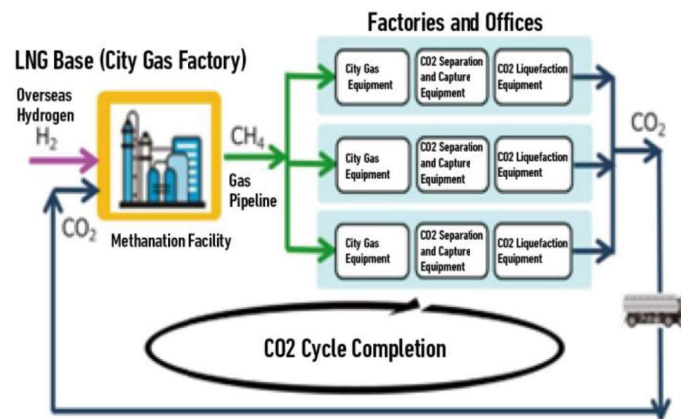 Factories and Offices
LNG Base (City Gas Factory)
Overseas
Hydrogen
H2
CH4
Gas
Pipeline
CO2
Methanation Facility
City Gas
Equipment
CO2 Separation
and Capture
Equipment
CO2 Liquefaction
Equipment
City Gas
Equipment
CO2 Separation
and Capture
Equipment
CO2 Liquefaction
Equipment
City Gas
Equipment
CO2 Separation
and Capture
Equipment
CO2 Liquefaction
Equipment
CO2
CO2 Cycle Completion